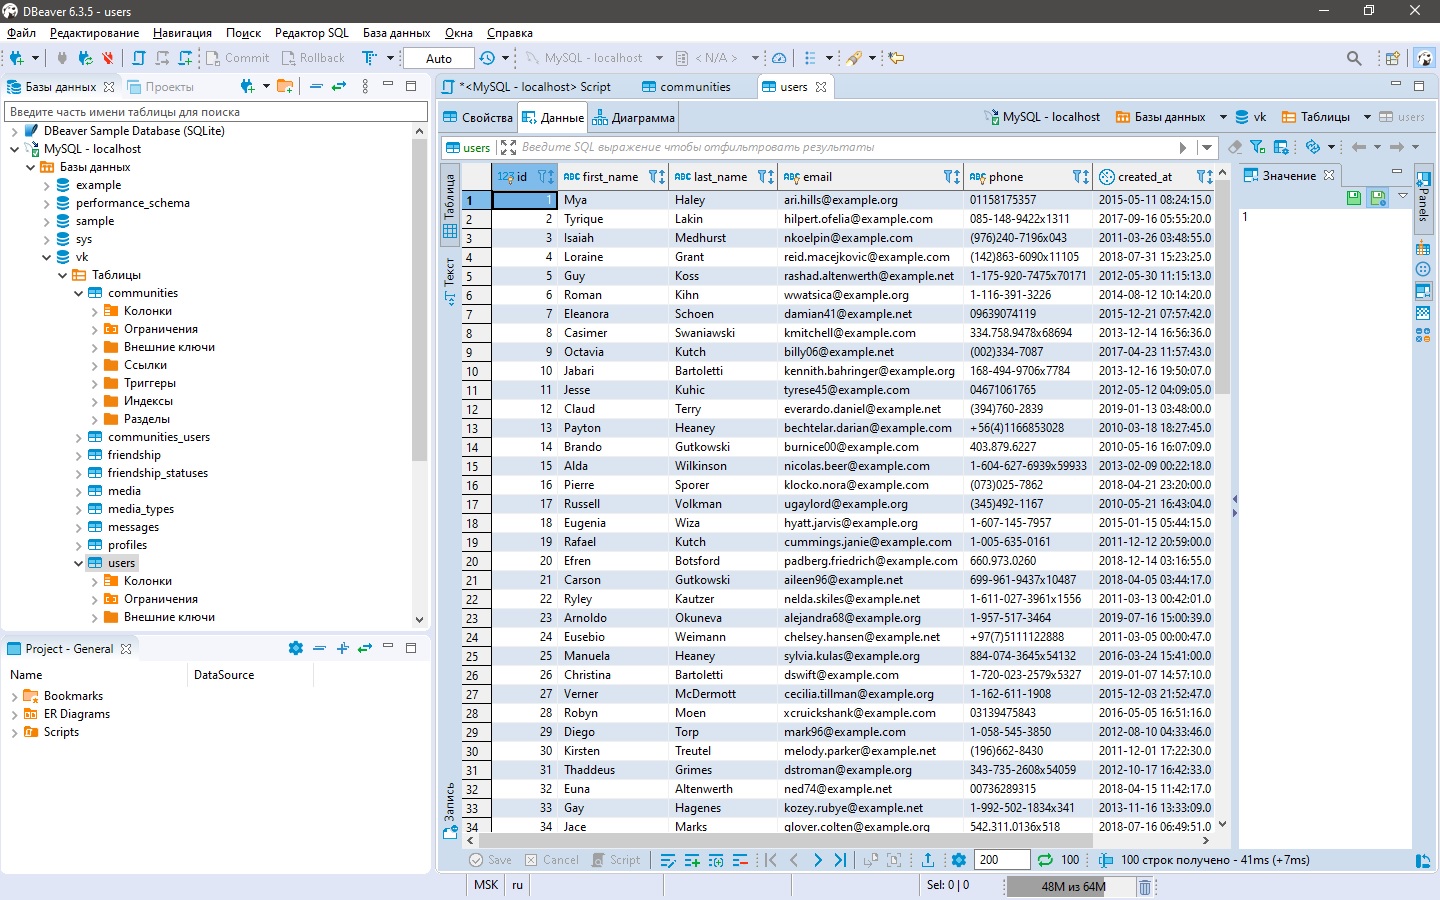 DBeaver 6.3.5 - users
Файл Редактирование Навигация Поиск Редактор SQL База данных Окна Справка
Commit Rollback Auto MySQL - localhost < N/A >
Базы данных Проекты
Введите часть имени таблицы для поиска
DBeaver Sample Database (SQLite)
MySQL - localhost
Базы данных
example
performance_schema
sample
sys
vk
Таблицы
communities
Колонки
Ограничения
Внешние ключи
Ссылки
Триггеры
Индексы
Разделы
communities_users
friendship
friendship_statuses
media
media_types
messages
profiles
users
Колонки
Ограничения
Внешние ключи
Project - General
Name DataSource
Bookmarks
ER Diagrams
Scripts
*<MySQL - localhost> Script communities users
Свойства Данные Диаграмма MySQL - localhost Базы данных vk Таблицы users
users Введите SQL выражение чтобы отфильтровать результаты
Таблица
Текст
Запись
123 id ABC first_name ABC last_name ABC email ABC phone created_at
1 1 Mya Haley ari.hills@example.org 01158175357 2015-05-11 08:24:15.0
2 2 Tyrique Lakin hilpert.ofelia@example.com 085-148-9422x1311 2017-09-16 05:55:20.0
3 3 Isaiah Medhurst nkoelpin@example.com (976)240-7196x043 2011-03-26 03:48:55.0
4 4 Loraine Grant reid.macejkovic@example.com (142)863-6090x11105 2018-07-31 15:23:25.0
5 5 Guy Koss rashad.altenwerth@example.net 1-175-920-7475x70171 2012-05-30 11:15:13.0
6 6 Roman Kihn wwatsica@example.org 1-116-391-3226 2014-08-12 10:14:20.0
7 7 Eleanora Schoen damian41@example.net 09639074119 2015-12-21 07:57:42.0
8 8 Casimer Swaniawski kmitchell@example.com 334.758.9478x68694 2013-12-14 16:56:36.0
9 9 Octavia Kutch billy06@example.net (002)334-7087 2017-04-23 11:57:43.0
10 10 Jabari Bartoletti kennith.bahringer@example.org 168-494-9706x7784 2013-12-16 19:50:07.0
11 11 Jesse Kuhic tyrese45@example.com 04671061765 2012-05-12 04:09:05.0
12 12 Claud Terry everardo.daniel@example.net (394)760-2839 2019-01-13 03:48:00.0
13 13 Payton Heaney bechtelar.darian@example.com +56(4)1166853028 2010-03-18 18:27:45.0
14 14 Brando Gutkowski burnice00@example.com 403.879.6227 2010-05-16 16:07:09.0
15 15 Alda Wilkinson nicolas.beer@example.com 1-604-627-6939x59933 2013-02-09 00:22:18.0
16 16 Pierre Sporer klocko.nora@example.com (073)025-7862 2018-04-21 23:20:00.0
17 17 Russell Volkman ugaylord@example.org (345)492-1167 2010-05-21 16:43:04.0
18 18 Eugenia Wiza hyatt.jarvis@example.org 1-607-145-7957 2015-01-15 05:44:15.0
19 19 Rafael Kutch cummings.janie@example.com 1-005-635-0161 2011-12-12 20:59:00.0
20 20 Efren Botsford padberg.friedrich@example.com 660.973.0260 2018-12-14 03:16:55.0
21 21 Carson Gutkowski aileen96@example.net 699-961-9437x10487 2018-04-05 03:44:17.0
22 22 Ryley Kautzer nelda.skiles@example.net 1-611-027-3961x1556 2011-03-13 00:42:01.0
23 23 Arnoldo Okuneva alejandra68@example.org 1-957-517-3464 2019-07-16 15:00:39.0
24 24 Eusebio Weimann chelsey.hansen@example.net +97(7)5111122888 2011-03-05 00:00:47.0
25 25 Manuela Heaney sylvia.kulas@example.org 884-074-3645x54132 2016-03-24 15:41:00.0
26 26 Christina Bartoletti dswift@example.com 1-720-023-2579x5327 2019-01-07 14:57:10.0
27 27 Verner McDermott cecilia.tillman@example.org 1-162-611-1908 2015-12-03 21:52:47.0
28 28 Robyn Moen xcruickshank@example.com 03139475843 2016-05-05 16:51:16.0
29 29 Diego Torp mark96@example.com 1-058-545-3850 2012-08-10 04:33:46.0
30 30 Kirsten Treutel melody.parker@example.net (196)662-8430 2011-12-01 17:22:30.0
31 31 Thaddeus Grimes dstroman@example.org 343-735-2608x54059 2012-10-17 16:42:33.0
32 32 Euna Altenwerth ned74@example.net 00736289315 2018-04-15 11:42:17.0
33 33 Gay Hagenes kozey.rubye@example.net 1-992-502-1834x341 2013-11-16 13:33:09.0
34 34 Jace Marks glover.colten@example.org 542.311.0136x518 2018-07-16 06:49:51.0
Значение
1
Panels
Save Cancel Script 200 100 100 строк получено - 41ms (+7ms)
MSK ru Sel: 0 | 0 48M из 64M